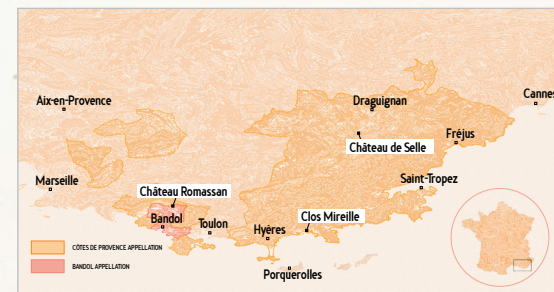 Cannes
Aix-en-Provence
Draguignan
Fréjus
Château de Selle
Marseille
Saint-Tropez
Château Romassan
Bandol
Toulon
Clos Mireille
Hyères
CÔTES DE PROVENCE APPELLATION
BANDOL APPELLATION
Porquerolles